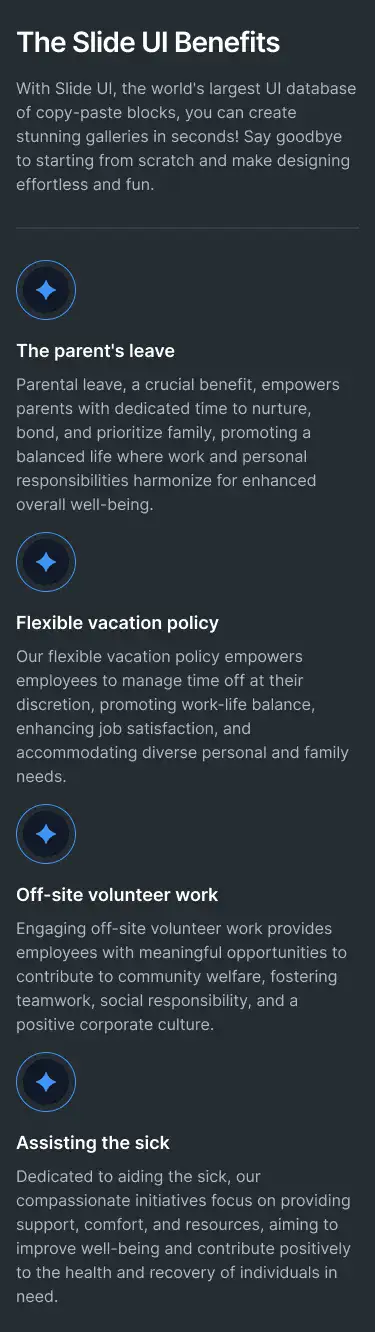 The Slide UI Benefits
With Slide UI, the world's largest UI database
of copy-paste blocks, you can create
stunning galleries in seconds! Say goodbye
to starting from scratch and make designing
effortless and fun.
The parent's leave
Parental leave, a crucial benefit, empowers
parents with dedicated time to nurture,
bond, and prioritize family, promoting a
balanced life where work and personal
responsibilities harmonize for enhanced
overall well-being.
Flexible vacation policy
Our flexible vacation policy empowers
employees to manage time off at their
discretion, promoting work-life balance,
enhancing job satisfaction, and
accommodating diverse personal and family
needs.
Off-site volunteer work
Engaging off-site volunteer work provides
employees with meaningful opportunities to
contribute to community welfare, fostering
teamwork, social responsibility, and a
positive corporate culture.
Assisting the sick
Dedicated to aiding the sick, our
compassionate initiatives focus on providing
support, comfort, and resources, aiming to
improve well-being and contribute positively
to the health and recovery of individuals in
need.